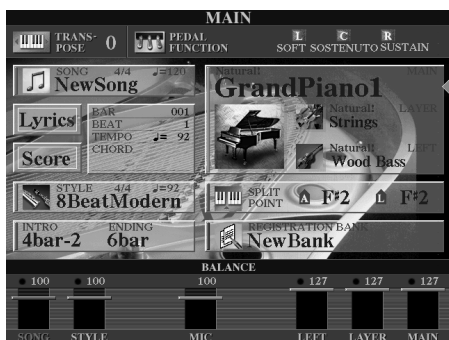 MAIN
TRANS-
POSE 0
PEDAL
FUNCTION
L C R
SOFT SOSTENUTO SUSTAIN
SONG 4/4 ♩=120
NewSong
Natural! MAIN
GrandPiano1
Lyrics
Score
BAR 001
BEAT 1
TEMPO ♩= 92
CHORD
Natural! LAYER
Strings
Natural! LEFT
Wood Bass
STYLE 4/4 ♩=92
8BeatModern
SPLIT
POINT A F♯2 L F♯2
INTRO ENDING
4bar-2 6bar
REGISTRATION BANK
NewBank
BALANCE
100 100 100 127 127 127
SONG STYLE MIC LEFT LAYER MAIN